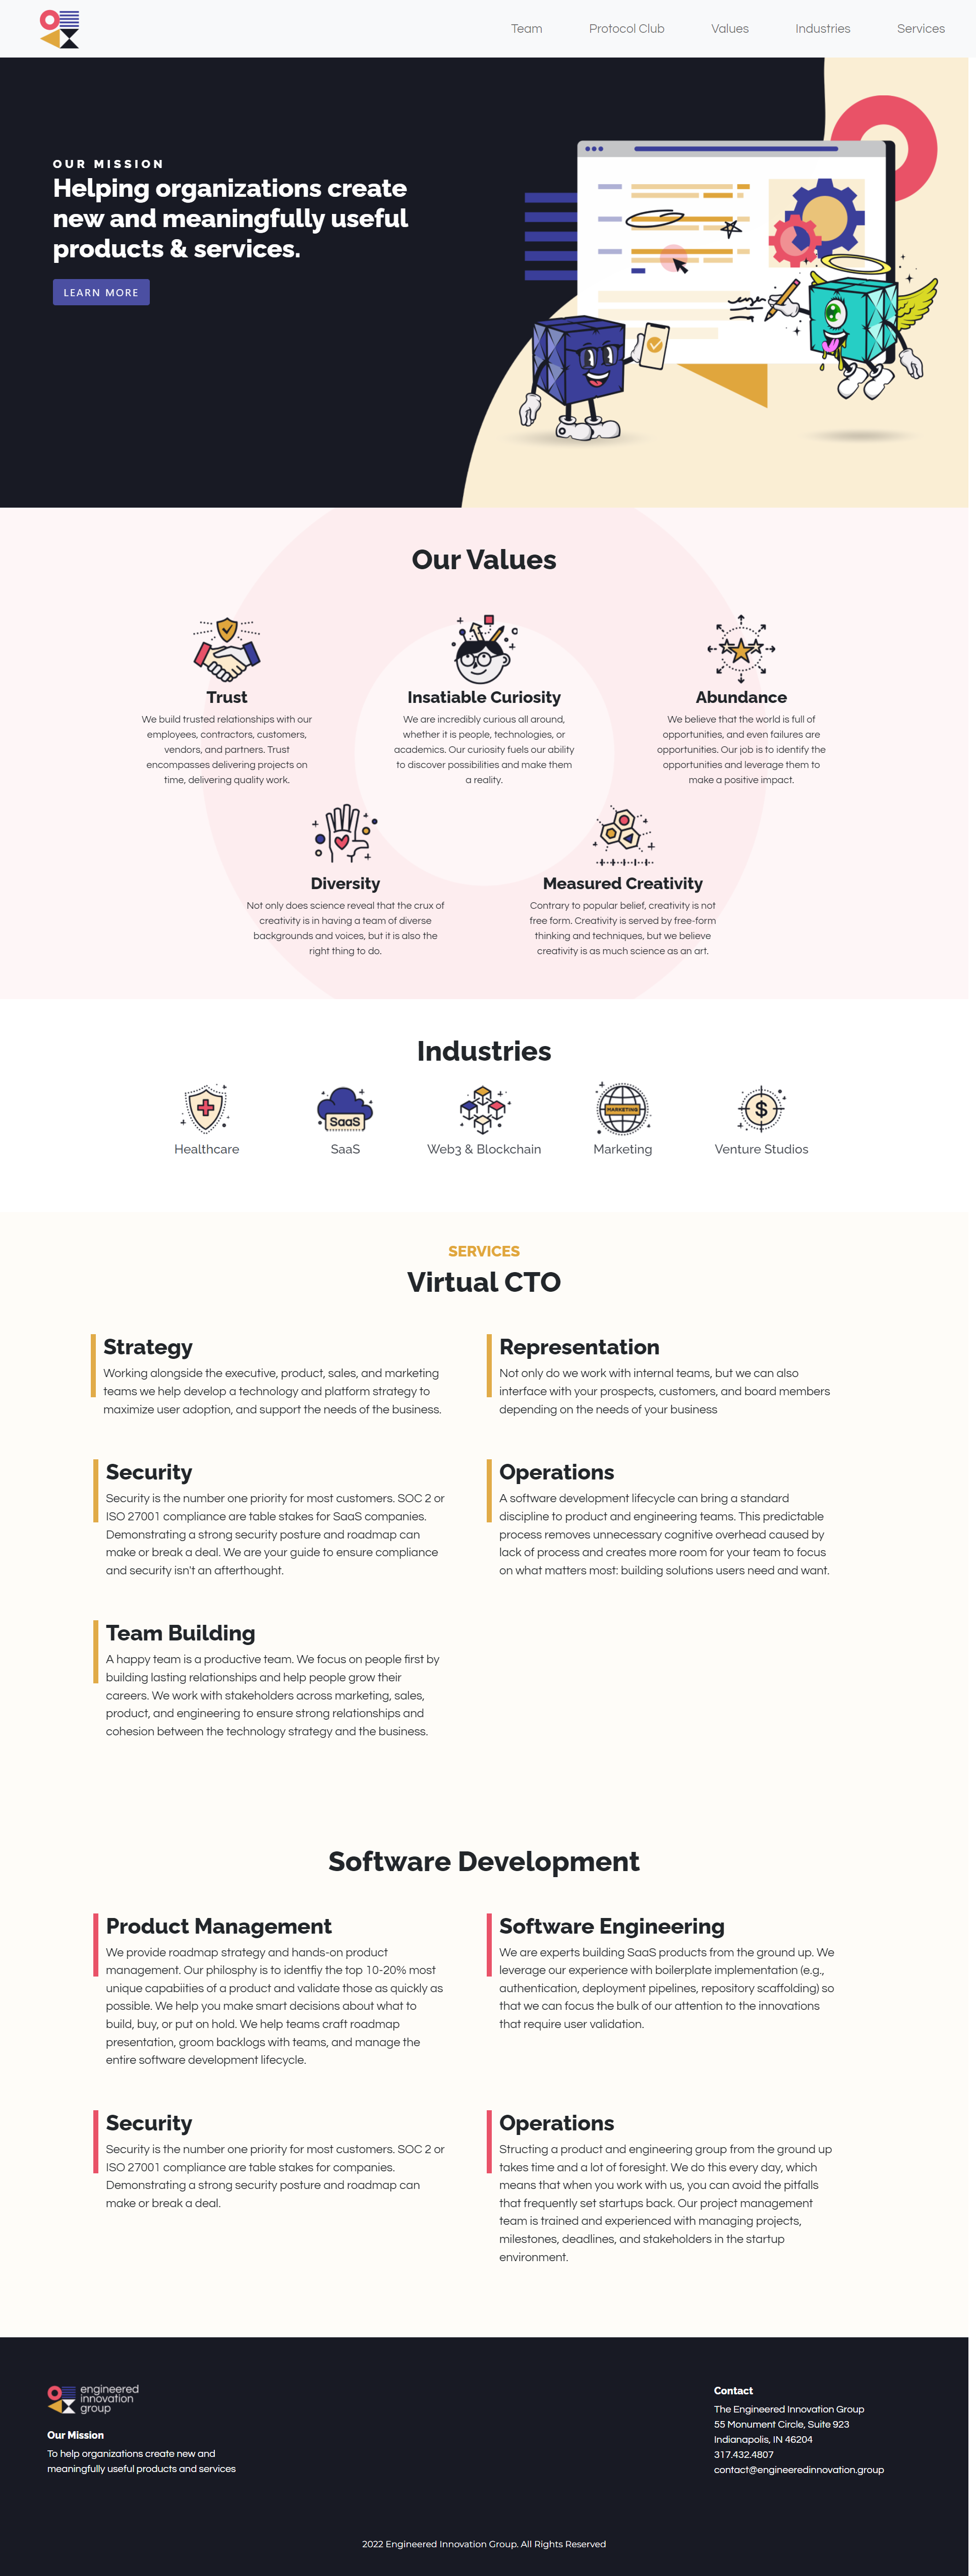 Team Protocol Club Values Industries Services
OUR MISSION
Helping organizations create
new and meaningfully useful
products & services.
LEARN MORE
Our Values
Trust
We build trusted relationships with our
employees, contractors, customers,
vendors, and partners. Trust
encompasses delivering projects on
time, delivering quality work.
Insatiable Curiosity
We are incredibly curious all around,
whether it is people, technologies, or
academics. Our curiosity fuels our ability
to discover possibilities and make them
a reality.
Abundance
We believe that the world is full of
opportunities, and even failures are
opportunities. Our job is to identify the
opportunities and leverage them to
make a positive impact.
Diversity
Not only does science reveal that the crux of
creativity is in having a team of diverse
backgrounds and voices, but it is also the
right thing to do.
Measured Creativity
Contrary to popular belief, creativity is not
free form. Creativity is served by free-form
thinking and techniques, but we believe
creativity is as much science as an art.
Industries
SaaS
MARKETING
$
Healthcare
SaaS
Web3 & Blockchain
Marketing
Venture Studios
SERVICES
Virtual CTO
Strategy
Working alongside the executive, product, sales, and marketing
teams we help develop a technology and platform strategy to
maximize user adoption, and support the needs of the business.
Representation
Not only do we work with internal teams, but we can also
interface with your prospects, customers, and board members
depending on the needs of your business
Security
Security is the number one priority for most customers. SOC 2 or
ISO 27001 compliance are table stakes for SaaS companies.
Demonstrating a strong security posture and roadmap can
make or break a deal. We are your guide to ensure compliance
and security isn't an afterthought.
Operations
A software development lifecycle can bring a standard
discipline to product and engineering teams. This predictable
process removes unnecessary cognitive overhead caused by
lack of process and creates more room for your team to focus
on what matters most: building solutions users need and want.
Team Building
A happy team is a productive team. We focus on people first by
building lasting relationships and help people grow their
careers. We work with stakeholders across marketing, sales,
product, and engineering to ensure strong relationships and
cohesion between the technology strategy and the business.
Software Development
Product Management
We provide roadmap strategy and hands-on product
management. Our philosphy is to identfiy the top 10-20% most
unique capabiities of a product and validate those as quickly as
possible. We help you make smart decisions about what to
build, buy, or put on hold. We help teams craft roadmap
presentation, groom backlogs with teams, and manage the
entire software development lifecycle.
Software Engineering
We are experts building SaaS products from the ground up. We
leverage our experience with boilerplate implementation (e.g.,
authentication, deployment pipelines, repository scaffolding) so
that we can focus the bulk of our attention to the innovations
that require user validation.
Security
Security is the number one priority for most customers. SOC 2 or
ISO 27001 compliance are table stakes for companies.
Demonstrating a strong security posture and roadmap can
make or break a deal.
Operations
Structing a product and engineering group from the ground up
takes time and a lot of foresight. We do this every day, which
means that when you work with us, you can avoid the pitfalls
that frequently set startups back. Our project management
team is trained and experienced with managing projects,
milestones, deadlines, and stakeholders in the startup
environment.
engineered
innovation
group
Our Mission
To help organizations create new and
meaningfully useful products and services
Contact
The Engineered Innovation Group
55 Monument Circle, Suite 923
Indianapolis, IN 46204
317.432.4807
contact@engineeredinnovation.group
2022 Engineered Innovation Group. All Rights Reserved